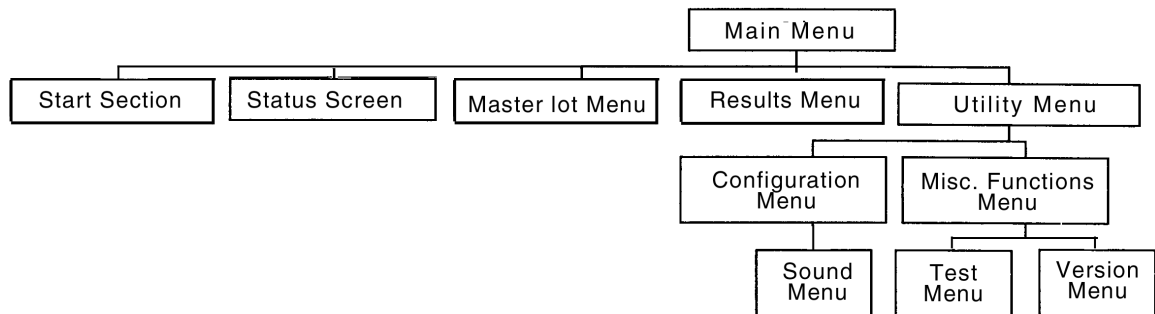 Main Menu
Start Section
Status Screen
Master lot Menu
Results Menu
Utility Menu
Configuration
Menu
Misc. Functions
Menu
Sound
Menu
Test
Menu
Version
Menu